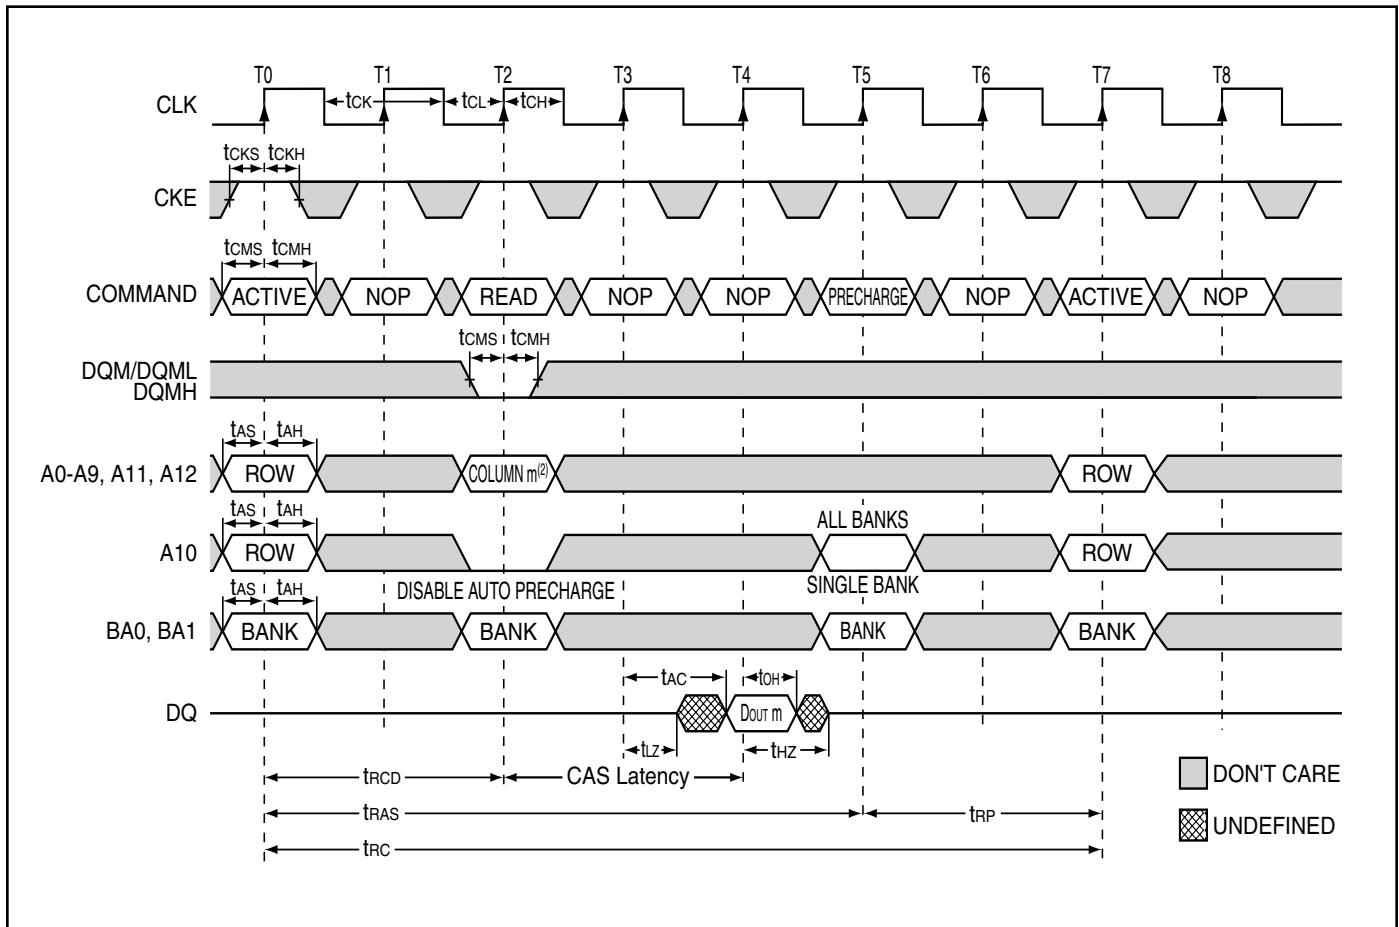 T0 T1 T2 T3 T4 T5 T6 T7 T8
CLK tCK tCL tCH
tCKS tCKH
CKE
tCMS tCMH
COMMAND ACTIVE NOP READ NOP NOP PRECHARGE NOP ACTIVE NOP
tCMS tCMH
DQM/DQML
DQMH
tAS tAH
A0-A9, A11, A12 ROW COLUMN m(2) ROW
tAS tAH ALL BANKS
A10 ROW ROW
DISABLE AUTO PRECHARGE SINGLE BANK
tAS tAH
BA0, BA1 BANK BANK BANK BANK
tAC tOH
DQ DOUT m
tLZ tHZ
tRCD CAS Latency
DON'T CARE
tRAS tRP
UNDEFINED
tRC